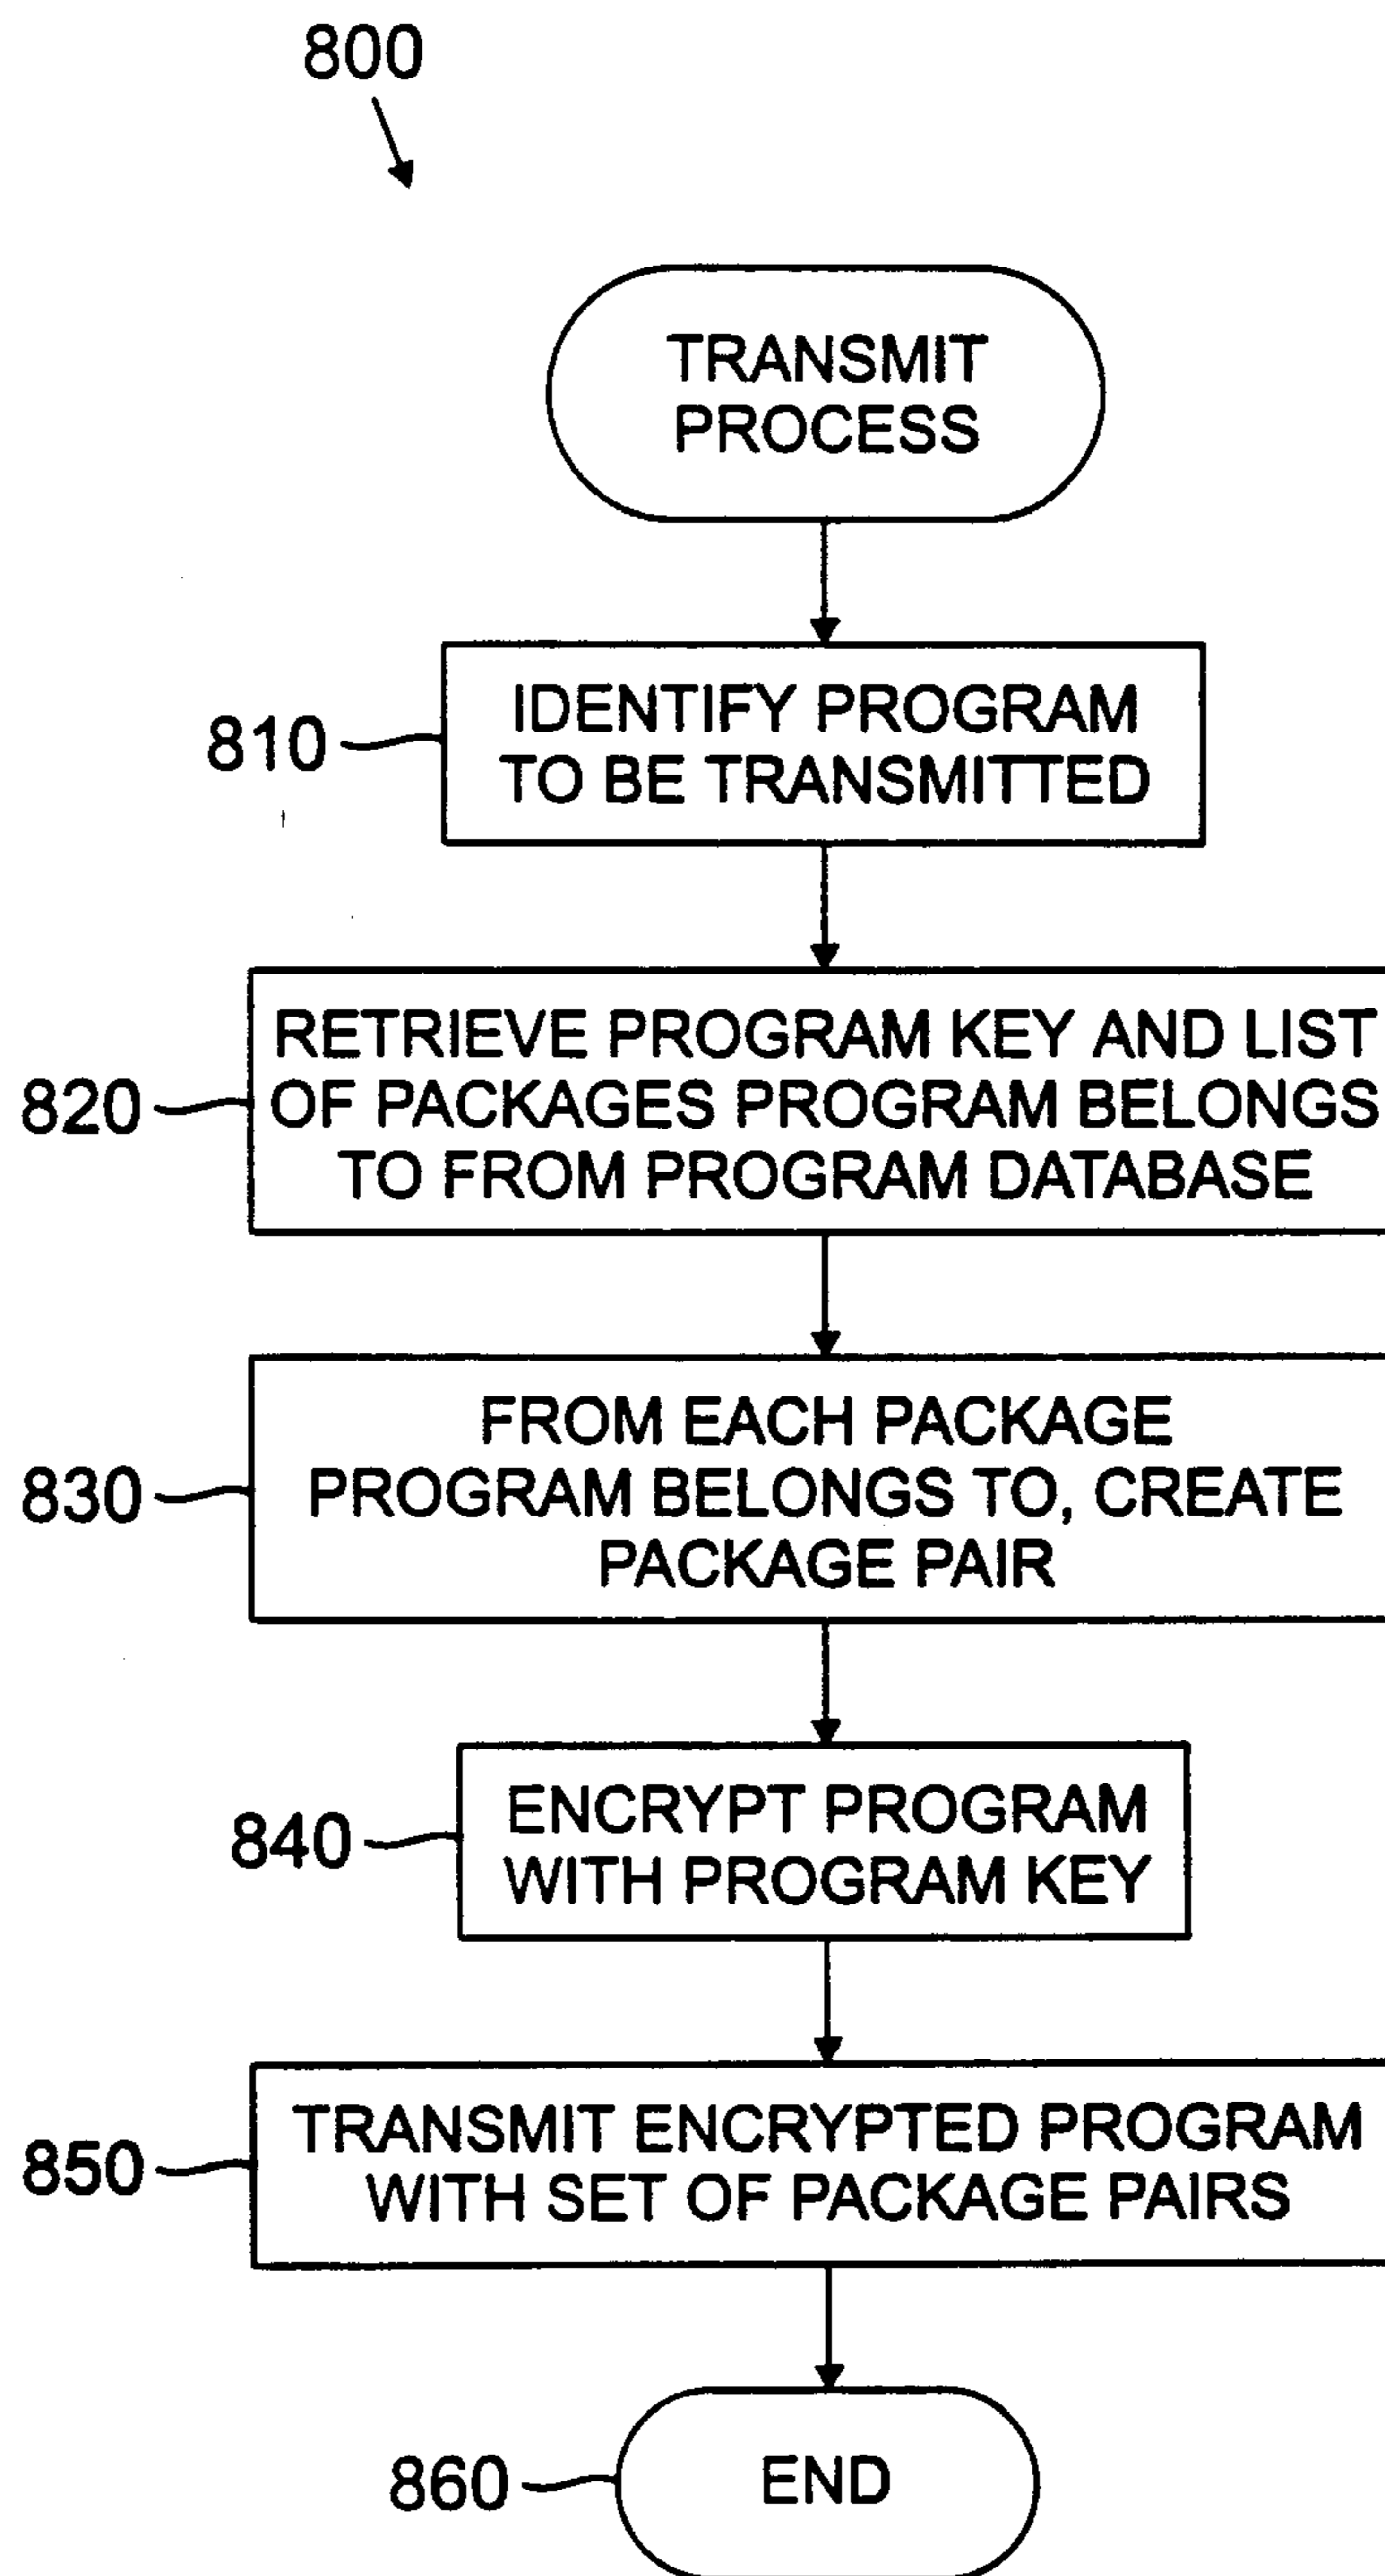 800
TRANSMIT
PROCESS
810
IDENTIFY PROGRAM
TO BE TRANSMITTED
820
RETRIEVE PROGRAM KEY AND LIST
OF PACKAGES PROGRAM BELONGS
TO FROM PROGRAM DATABASE
830
FROM EACH PACKAGE
PROGRAM BELONGS TO, CREATE
PACKAGE PAIR
840
ENCRYPT PROGRAM
WITH PROGRAM KEY
850
TRANSMIT ENCRYPTED PROGRAM
WITH SET OF PACKAGE PAIRS
860
END